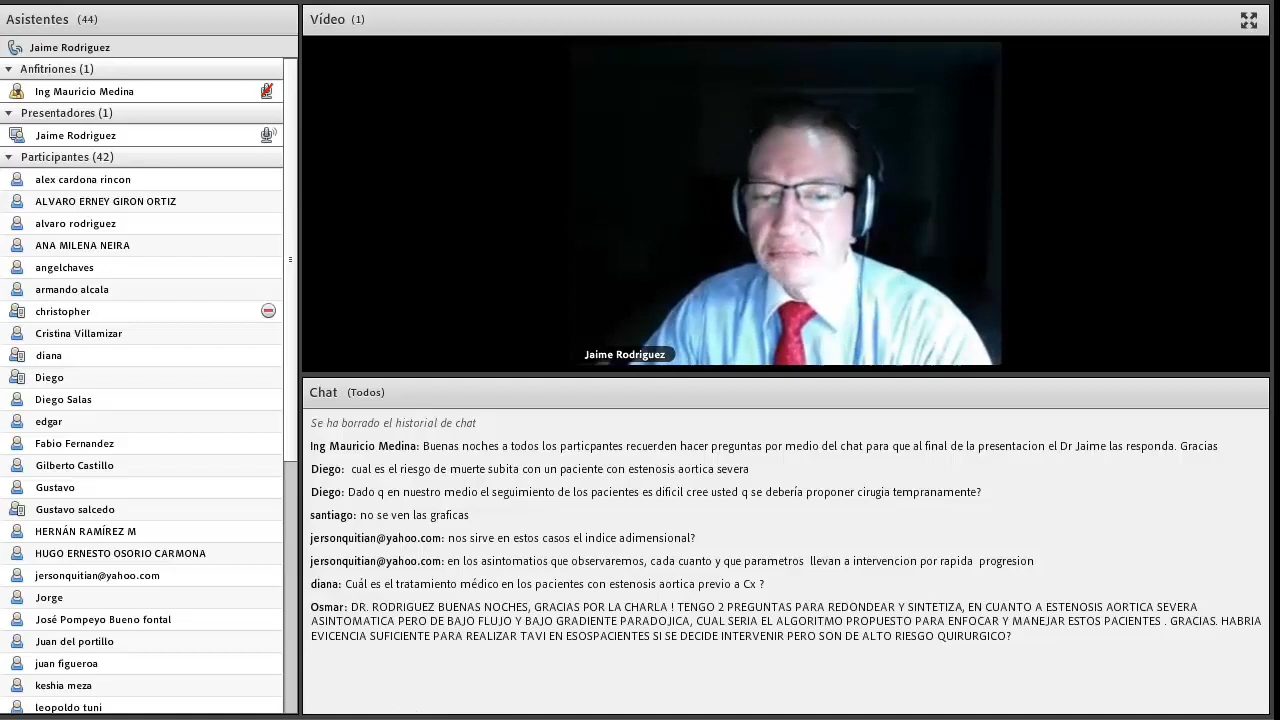 Asistentes (44)
Jaime Rodriguez
Anfitriones (1)
Ing Mauricio Medina
Presentadores (1)
Jaime Rodriguez
Participantes (42)
alex cardona rincon
ALVARO ERNEY GIRON ORTIZ
alvaro rodriguez
ANA MILENA NEIRA
angelchaves
armando alcala
christopher
Cristina Villamizar
diana
Diego
Diego Salas
edgar
Fabio Fernandez
Gilberto Castillo
Gustavo
Gustavo salcedo
HERNÁN RAMÍREZ M
HUGO ERNESTO OSORIO CARMONA
jersonquitian@yahoo.com
Jorge
José Pompeyo Bueno fontal
Juan del portillo
juan figueroa
keshia meza
leopoldo tuni
Vídeo (1)
Jaime Rodriguez
Chat (Todos)
Se ha borrado el historial de chat
Ing Mauricio Medina: Buenas noches a todos los particpantes recuerden hacer preguntas por medio del chat para que al final de la presentacion el Dr Jaime las responda. Gracias
Diego: cual es el riesgo de muerte subita con un paciente con estenosis aortica severa
Diego: Dado q en nuestro medio el seguimiento de los pacientes es dificil cree usted q se debería proponer cirugia tempranamente?
santiago: no se ven las graficas
jersonquitian@yahoo.com: nos sirve en estos casos el indice adimensional?
jersonquitian@yahoo.com: en los asintomatios que observaremos, cada cuanto y que parametros llevan a intervencion por rapida progresion
diana: Cuál es el tratamiento médico en los pacientes con estenosis aortica previo a Cx ?
Osmar: DR. RODRIGUEZ BUENAS NOCHES, GRACIAS POR LA CHARLA ! TENGO 2 PREGUNTAS PARA REDONDEAR Y SINTETIZA, EN CUANTO A ESTENOSIS AORTICA SEVERA
ASINTOMATICA PERO DE BAJO FLUJO Y BAJO GRADIENTE PARADOJICA, CUAL SERIA EL ALGORITMO PROPUESTO PARA ENFOCAR Y MANEJAR ESTOS PACIENTES . GRACIAS. HABRIA
EVICENCIA SUFICIENTE PARA REALIZAR TAVI EN ESOSPACIENTES SI SE DECIDE INTERVENIR PERO SON DE ALTO RIESGO QUIRURGICO?